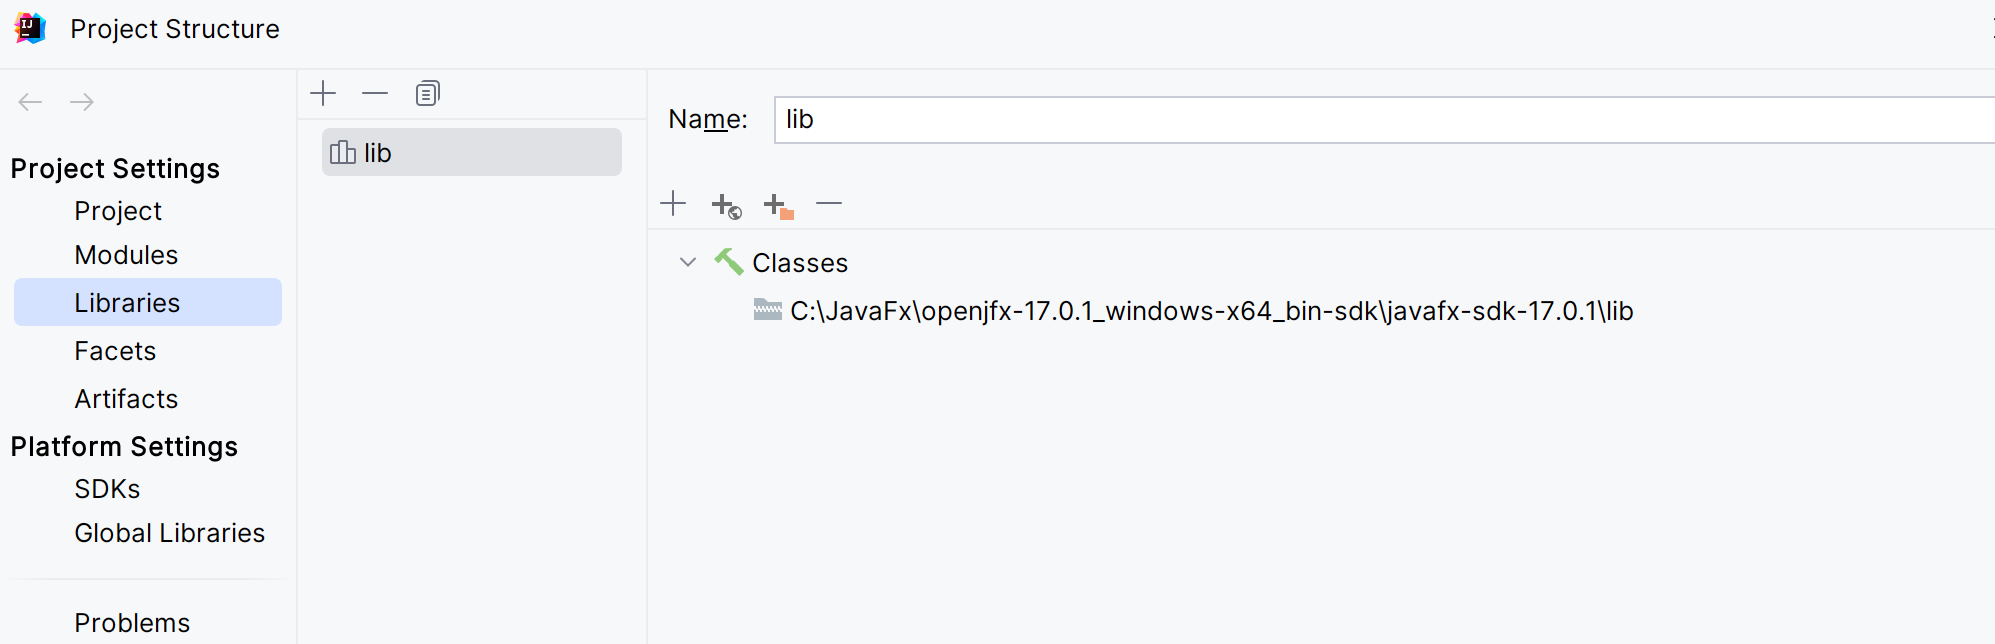 Project Structure
Project Settings
Project
Modules
Libraries
Facets
Artifacts
Platform Settings
SDKs
Global Libraries
Problems
lib
Name: lib
Classes
C:\JavaFx\openjfx-17.0.1_windows-x64_bin-sdk\javafx-sdk-17.0.1\lib